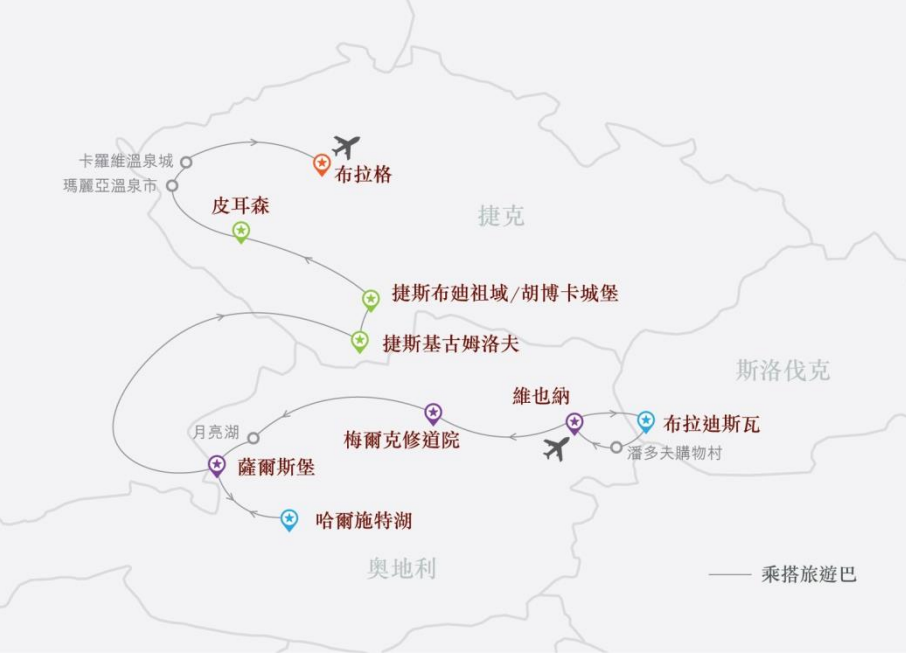 卡羅維溫泉城
瑪麗亞溫泉市
布拉格
皮耳森
捷克
捷斯布廸祖域/胡博卡城堡
捷斯基古姆洛夫
斯洛伐克
維也納
布拉迪斯瓦
月亮湖
梅爾克修道院
潘多夫購物村
薩爾斯堡
哈爾施特湖
奧地利
乘搭旅遊巴